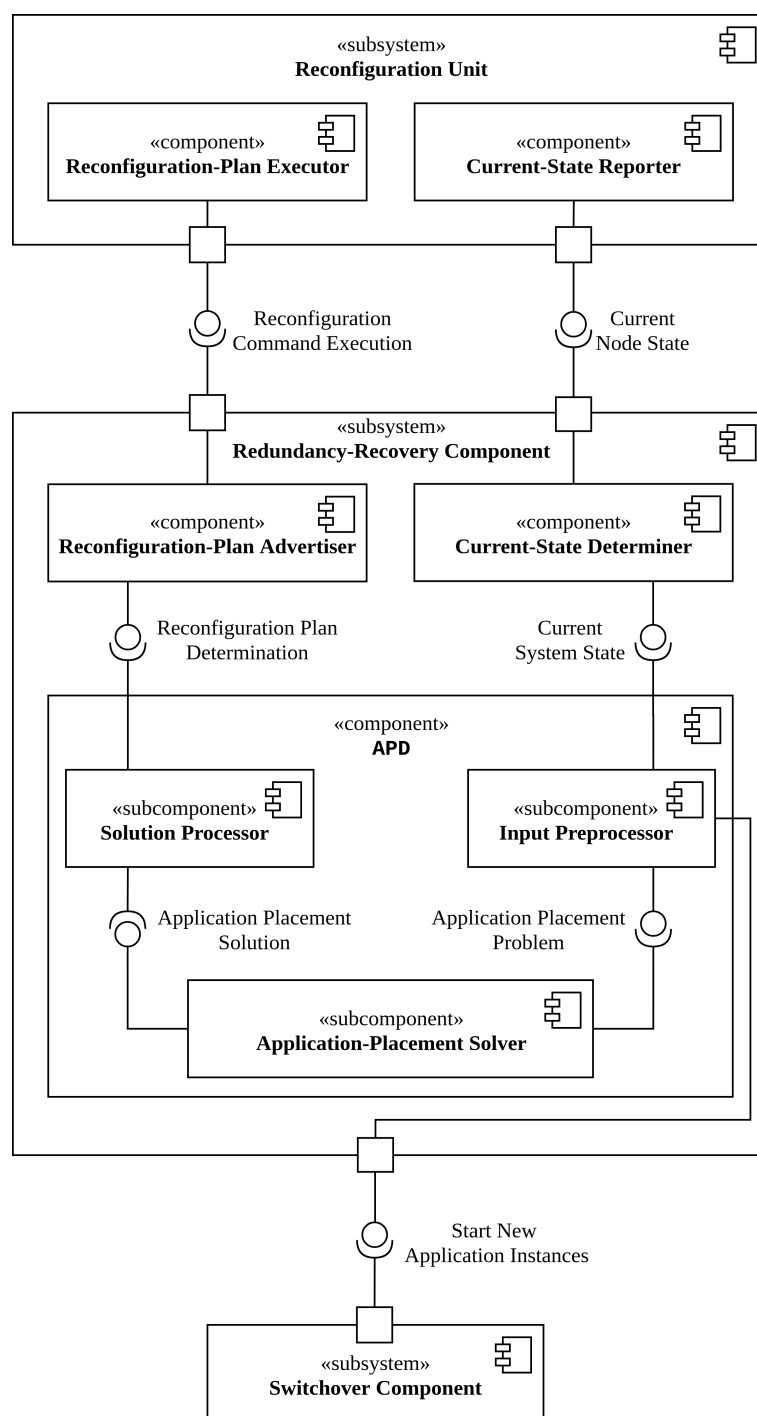 «subsystem»
Reconfiguration Unit
«component»
Reconfiguration-Plan Executor
«component»
Current-State Reporter
Reconfiguration
Command Execution
Current
Node State
«subsystem»
Redundancy-Recovery Component
«component»
Reconfiguration-Plan Advertiser
«component»
Current-State Determiner
Reconfiguration Plan
Determination
Current
System State
«component»
APD
«subcomponent»
Solution Processor
«subcomponent»
Input Preprocessor
Application Placement
Solution
Application Placement
Problem
«subcomponent»
Application-Placement Solver
Start New
Application Instances
«subsystem»
Switchover Component